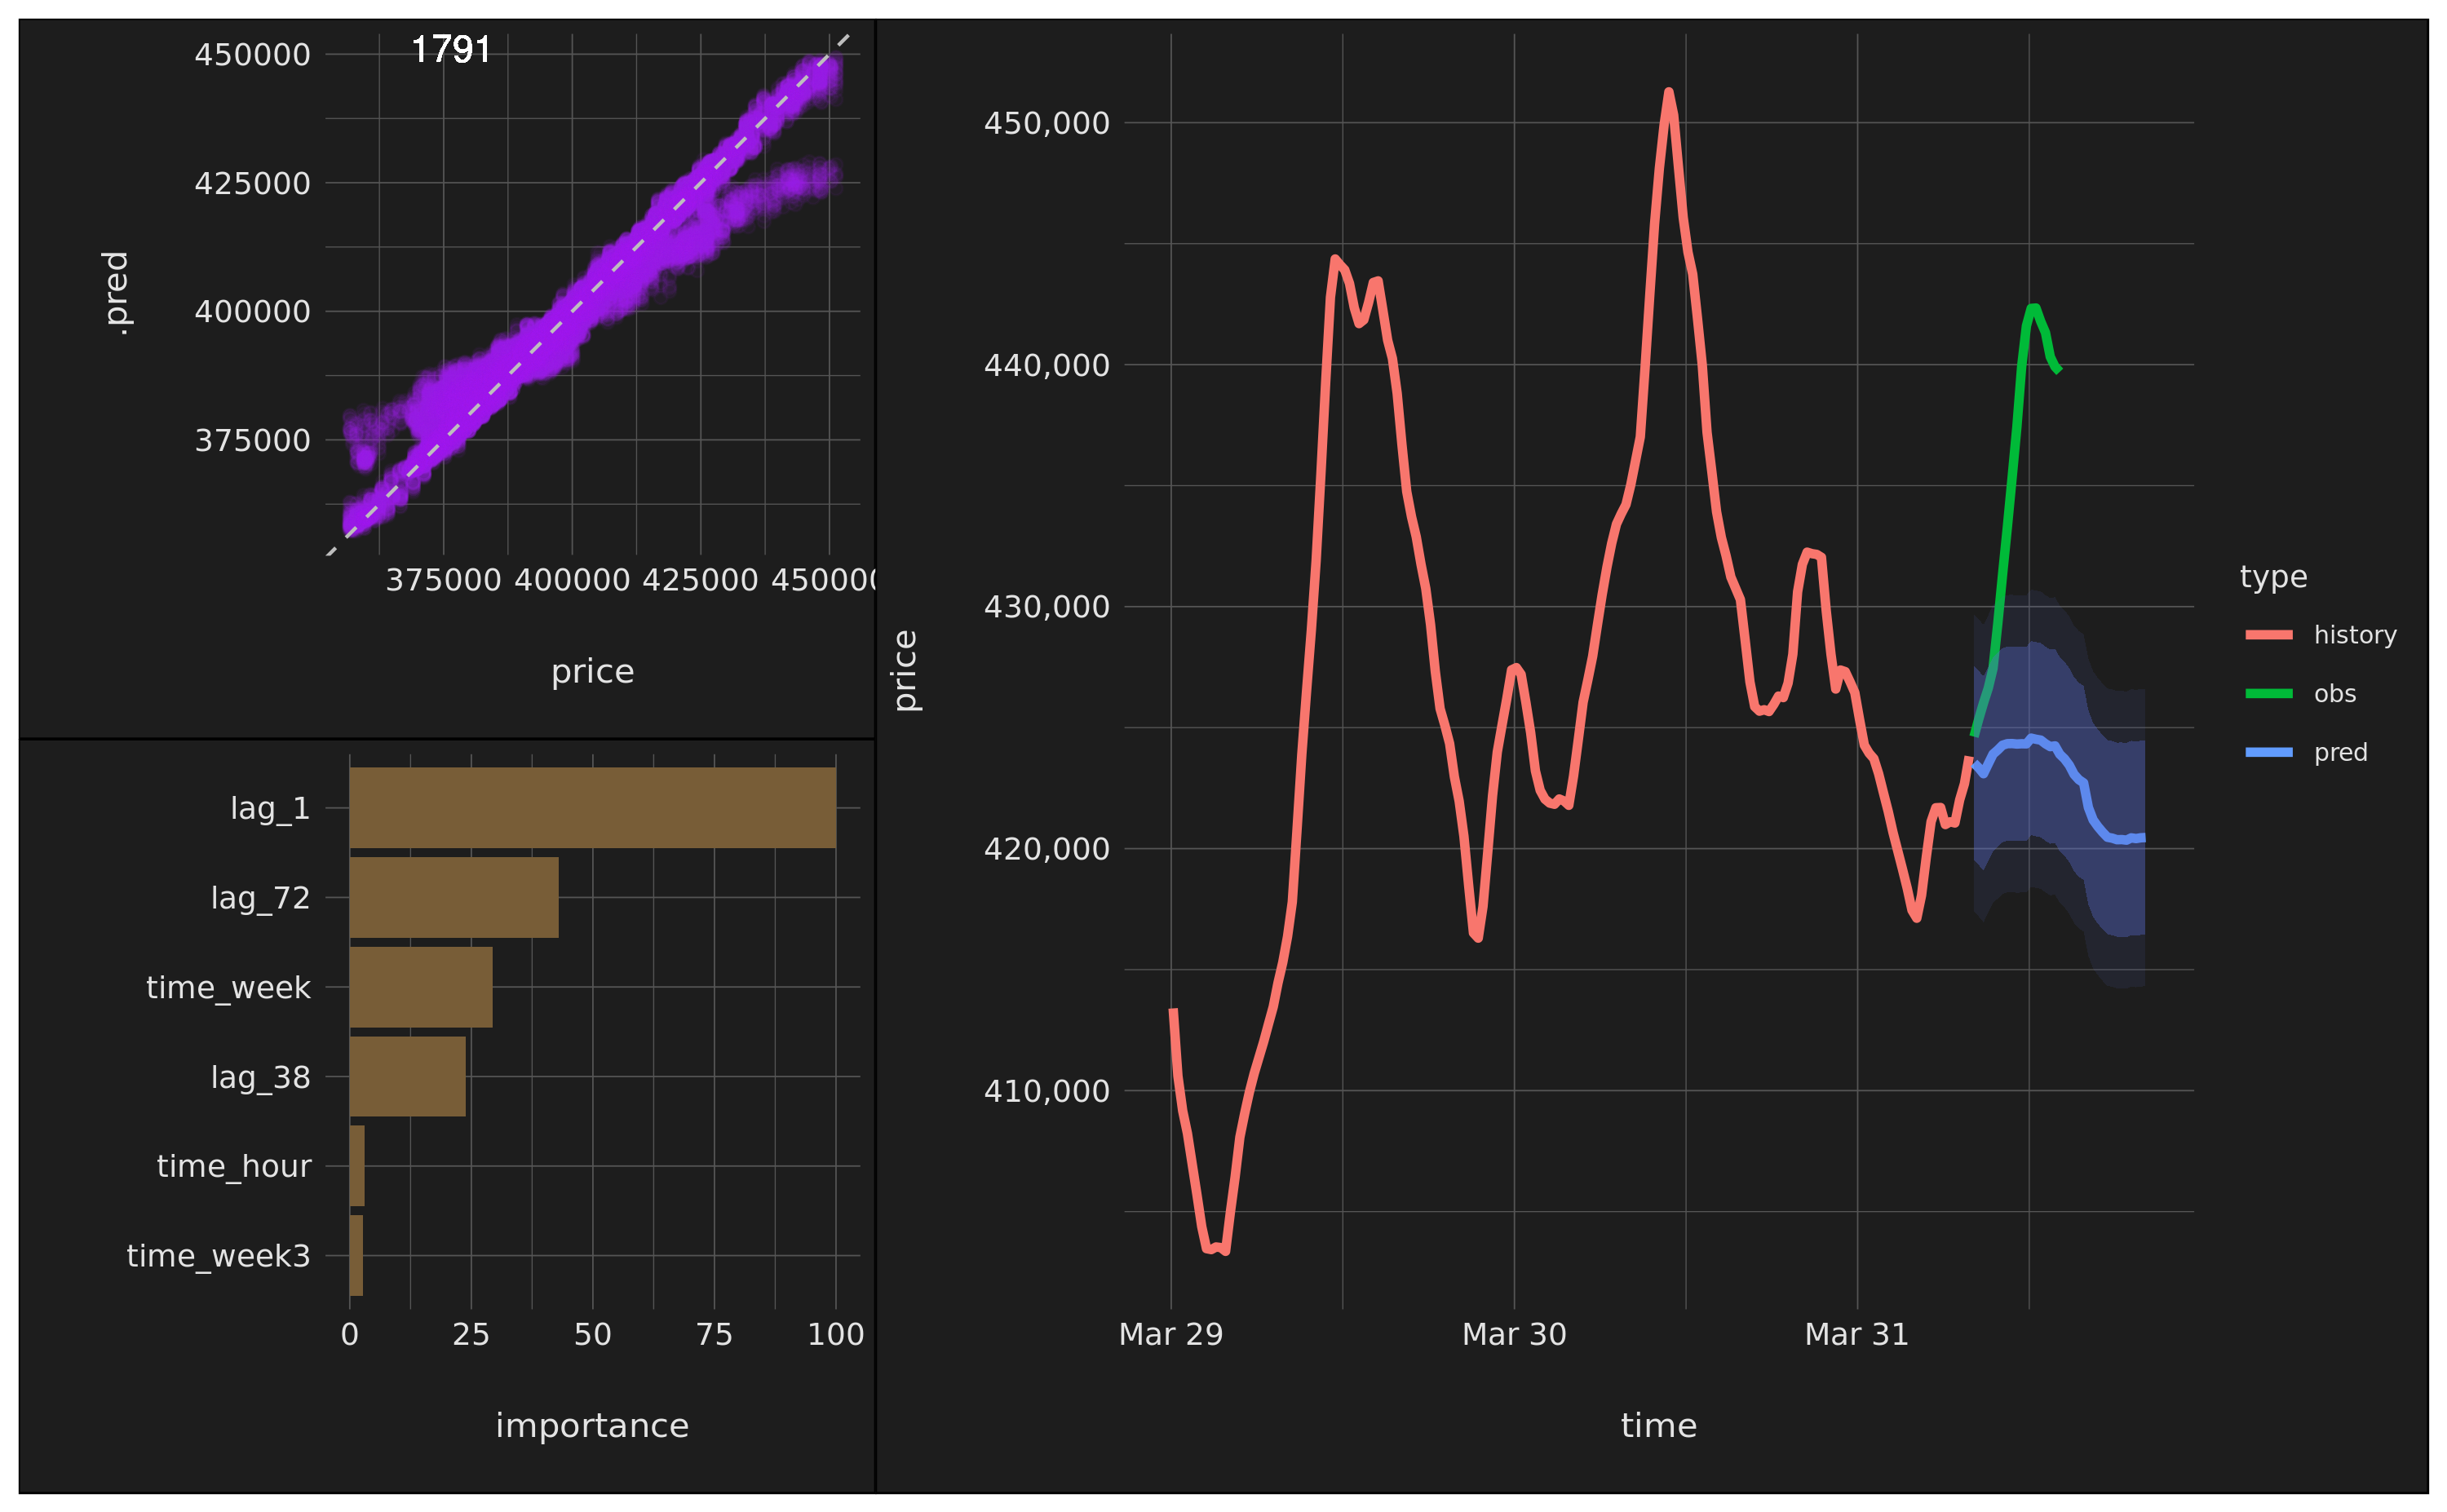 1791
450000
425000
400000
375000
.pred
375000 400000 425000 450000
price
lag_1
lag_72
time_week
lag_38
time_hour
time_week3
0 25 50 75 100
importance
450,000
440,000
430,000
420,000
410,000
price
Mar 29 Mar 30 Mar 31
time
type
history
obs
pred